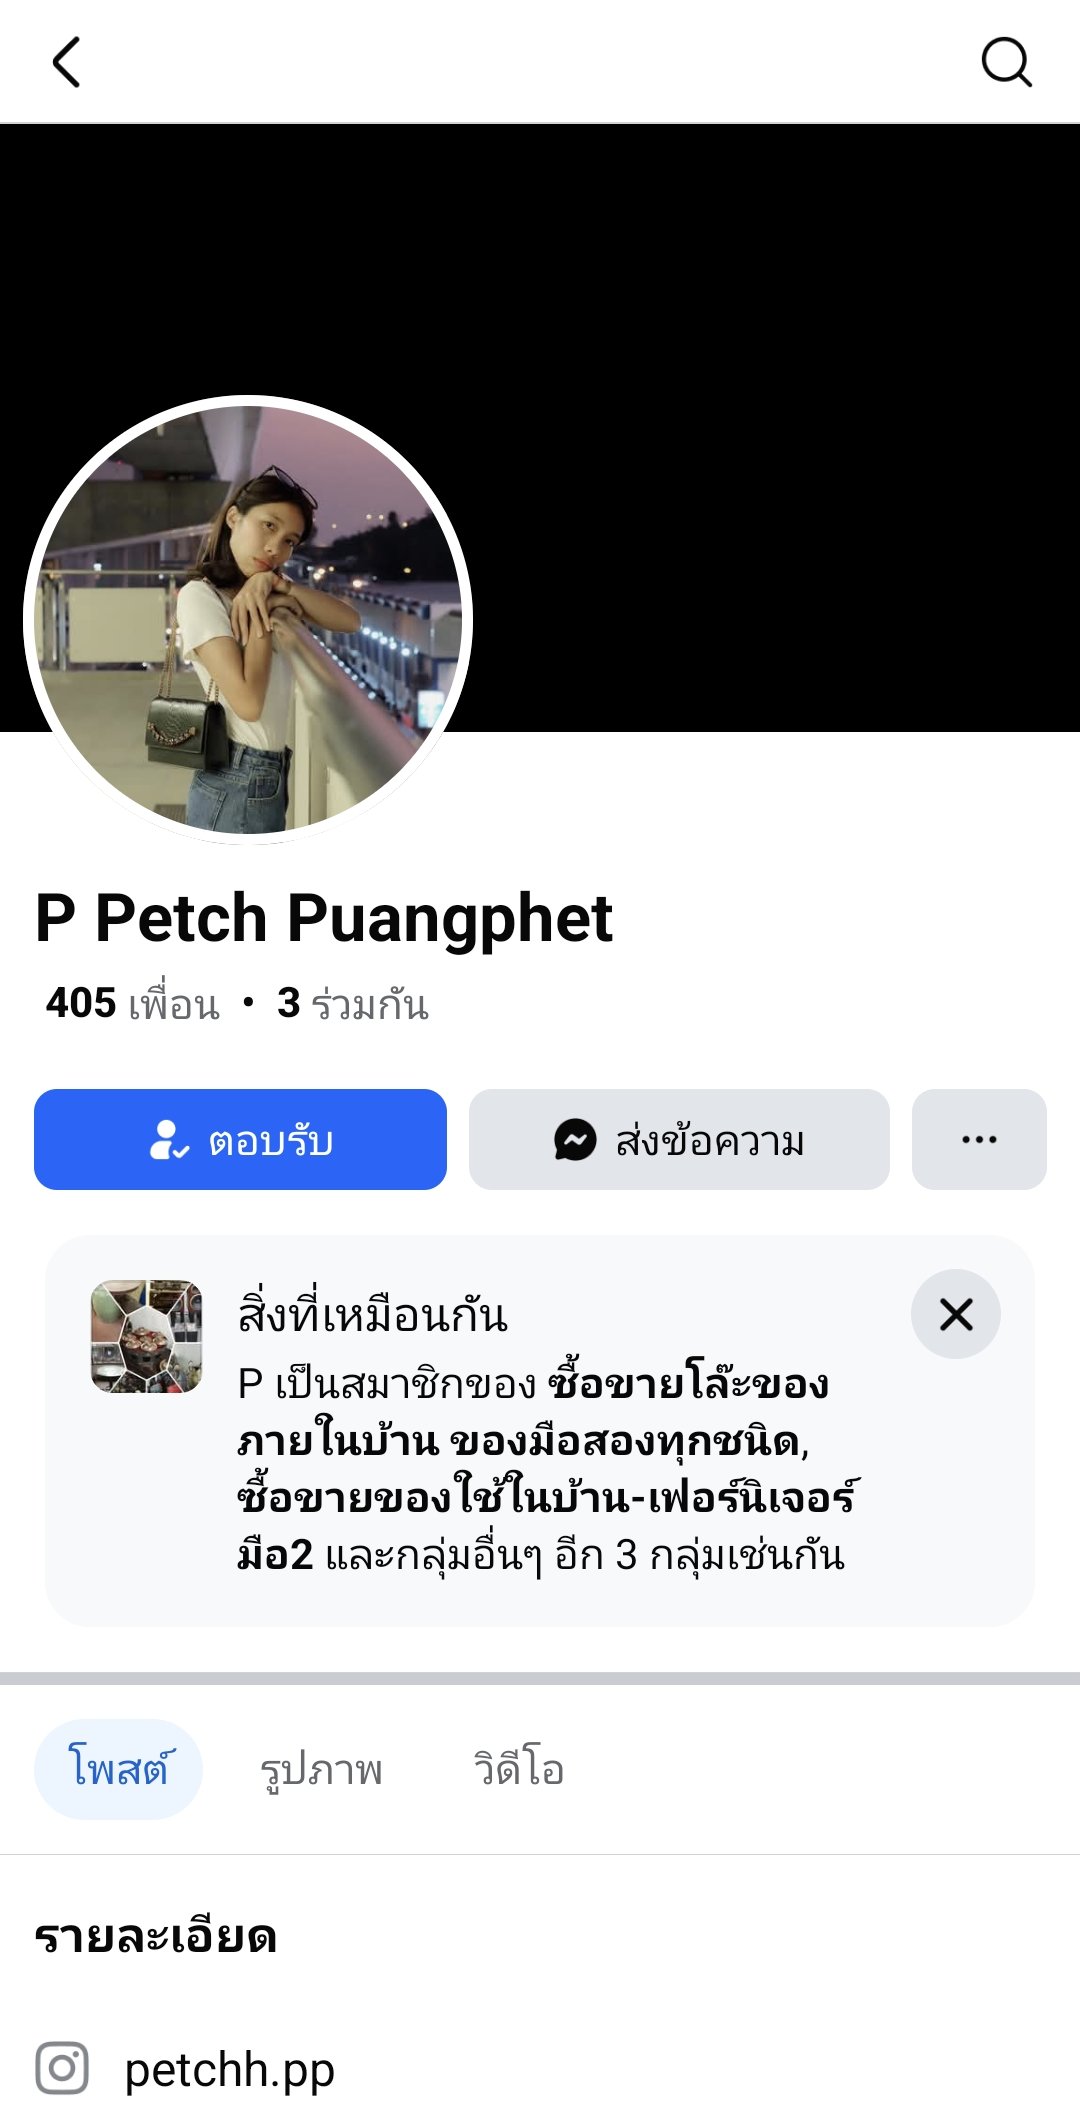 P Petch Puangphet
405 เพื่อน • 3 ร่วมกัน
ตอบรับ
ส่งข้อความ
สิ่งที่เหมือนกัน
P เป็นสมาชิกของ ซื้อขายโล๊ะของ
ภายในบ้าน ของมือสองทุกชนิด,
ซื้อขายของใช้ในบ้าน-เฟอร์นิเจอร์
มือ2 และกลุ่มอื่นๆ อีก 3 กลุ่มเช่นกัน
โพสต์
รูปภาพ
วิดีโอ
รายละเอียด
petchh.pp